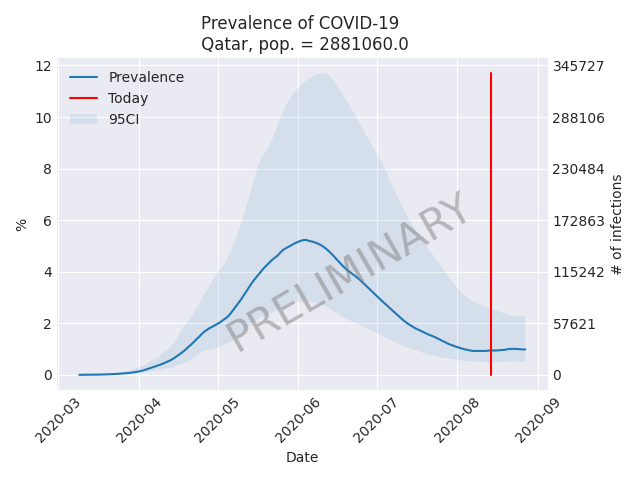 Prevalence of COVID-19
Qatar, pop. = 2881060.0
Prevalence
Today
95CI
12
10
8
6
4
2
0
%
345727
288106
230484
172863
115242
57621
0
# of infections
PRELIMINARY
2020-03
2020-04
2020-05
2020-06
2020-07
2020-08
2020-09
Date